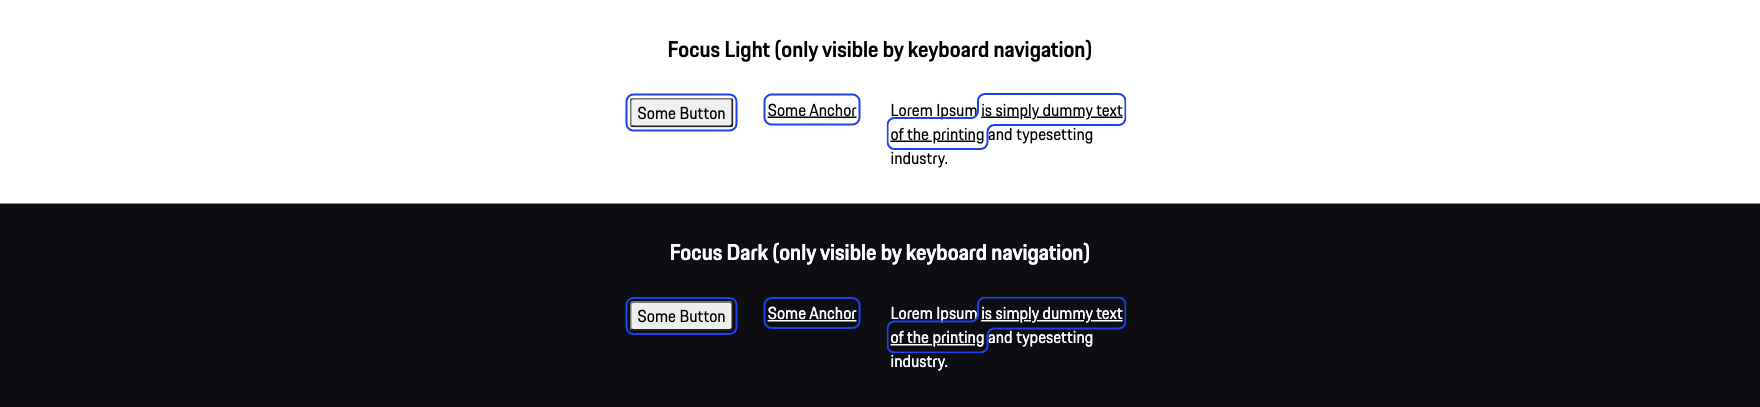 Focus Light (only visible by keyboard navigation)
Some Button
Some Anchor
Lorem Ipsum is simply dummy text
of the printing and typesetting
industry.
Focus Dark (only visible by keyboard navigation)
Some Button
Some Anchor
Lorem Ipsum is simply dummy text
of the printing and typesetting
industry.